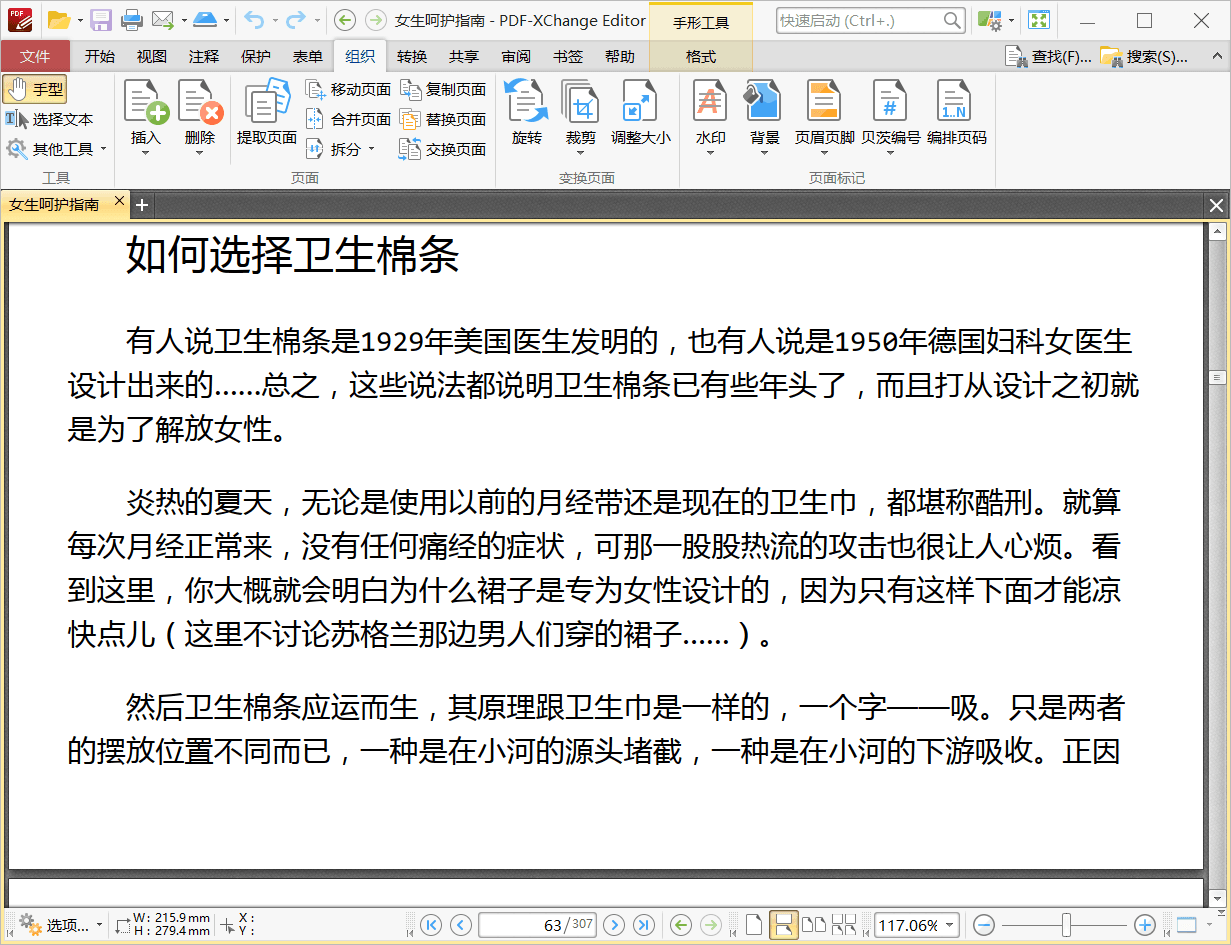 女生呵护指南 - PDF-XChange Editor
手形工具
快速启动 (Ctrl+.)
文件 开始 视图 注释 保护 表单 组织 转换 共享 审阅 书签 帮助 格式 查找(F)... 搜索(S)...
手型
选择文本
其他工具
工具
插入 删除 提取页面
移动页面 复制页面
合并页面 替换页面
拆分 交换页面
页面
旋转 裁剪 调整大小
变换页面
水印 背景 页眉页脚 贝茨编号 编排页码
页面标记
女生呵护指南
如何选择卫生棉条
有人说卫生棉条是1929年美国医生发明的，也有人说是1950年德国妇科女医生
设计出来的......总之，这些说法都说明卫生棉条已有些年头了，而且打从设计之初就
是为了解放女性。
炎热的夏天，无论是使用以前的月经带还是现在的卫生巾，都堪称酷刑。就算
每次月经正常来，没有任何痛经的症状，可那一股股热流的攻击也很让人心烦。看
到这里，你大概就会明白为什么裙子是专为女性设计的，因为只有这样下面才能凉
快点儿（这里不讨论苏格兰那边男人们穿的裙子......）。
然后卫生棉条应运而生，其原理跟卫生巾是一样的，一个字——吸。只是两者
的摆放位置不同而已，一种是在小河的源头堵截，一种是在小河的下游吸收。正因
选项... W: 215.9 mm X:
H: 279.4 mm Y:
63 / 307
117.06%